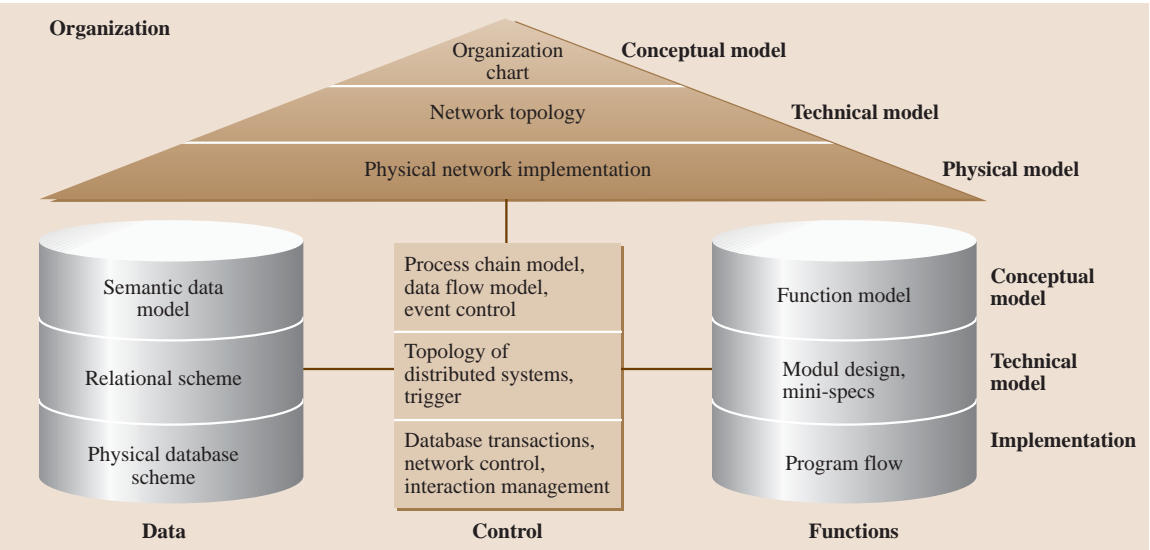 Organization
Organization
chart
Conceptual model
Network topology
Technical model
Physical network implementation
Physical model
Semantic data
model
Relational scheme
Physical database
scheme
Data
Process chain model,
data flow model,
event control
Topology of
distributed systems,
trigger
Database transactions,
network control,
interaction management
Control
Function model
Modul design,
mini-specs
Program flow
Functions
Conceptual
model
Technical
model
Implementation